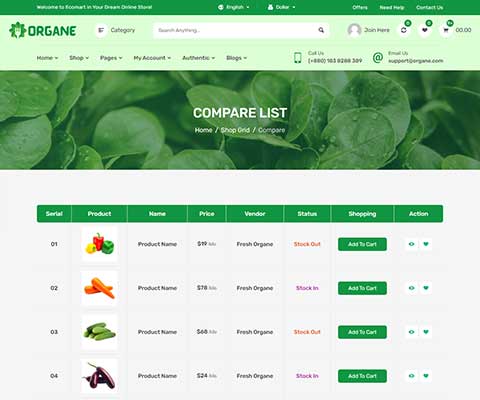 Welcome to Ecomart in Your Dream Online Store!
English
Dollar
Offers
Need Help
Contact Us
ORGANE
Category
Search Anything...
Join Here
0
0
9+
00.00
Home
Shop
Pages
My Account
Authentic
Blogs
Call Us
(+880) 183 8288 389
Email Us
support@organe.com
COMPARE LIST
Home / Shop Grid / Compare
Serial Product Name Price Vendor Status Shopping Action
01 Product Name $19 /kilo Fresh Organe Stock Out Add To Cart
02 Product Name $78 /kilo Fresh Organe Stock In Add To Cart
03 Product Name $68 /kilo Fresh Organe Stock Out Add To Cart
04 Product Name $24 /kilo Fresh Organe Stock In Add To Cart